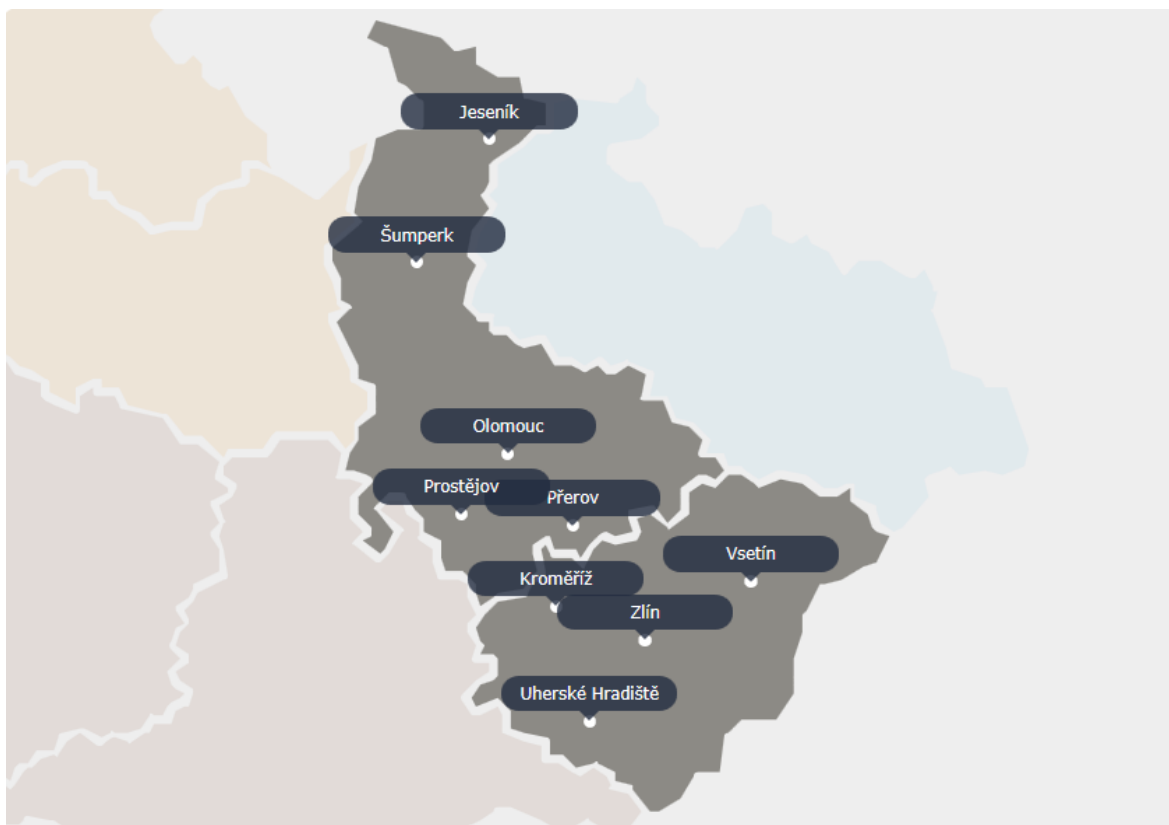 Jeseník
Šumperk
Olomouc
Prostějov
Přerov
Vsetín
Kroměříž
Zlín
Uherské Hradiště